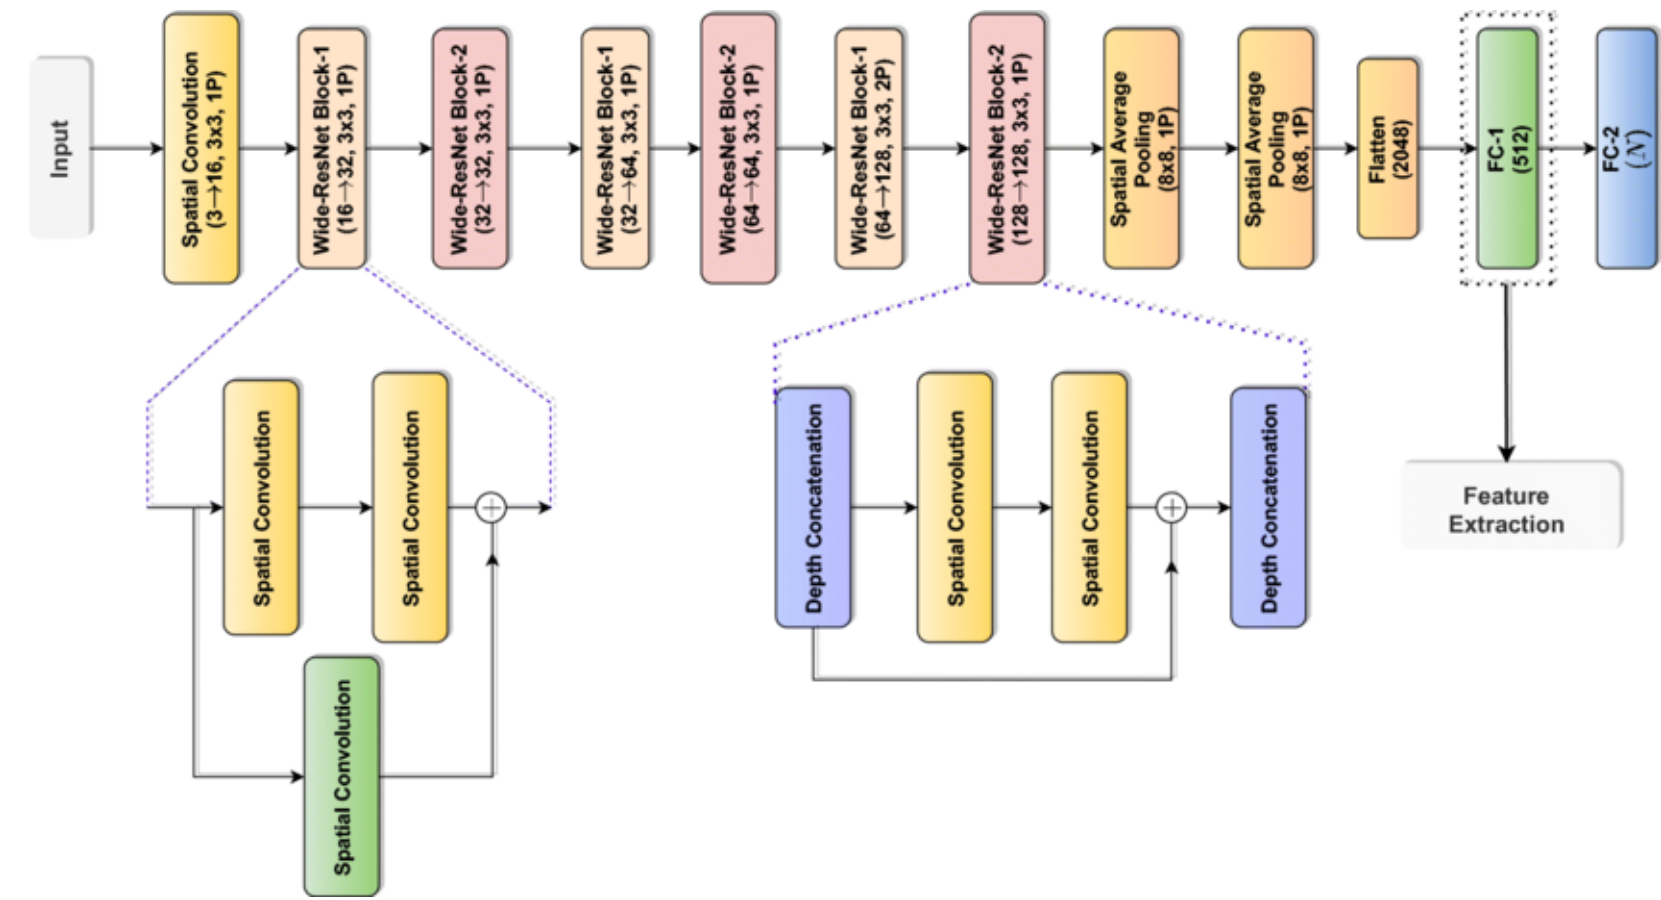 Input
Spatial Convolution
(3→16, 3x3, 1P)
Wide-ResNet Block-1
(16→32, 3x3, 1P)
Wide-ResNet Block-2
(32→32, 3x3, 1P)
Wide-ResNet Block-1
(32→64, 3x3, 1P)
Wide-ResNet Block-2
(64→64, 3x3, 1P)
Wide-ResNet Block-1
(64→128, 3x3, 2P)
Wide-ResNet Block-2
(128→128, 3x3, 1P)
Spatial Average
Pooling
(8x8, 1P)
Spatial Average
Pooling
(8x8, 1P)
Flatten
(2048)
FC-1
(512)
FC-2
(N)
Spatial Convolution
Spatial Convolution
Spatial Convolution
Depth Concatenation
Spatial Convolution
Spatial Convolution
Depth Concatenation
Feature
Extraction